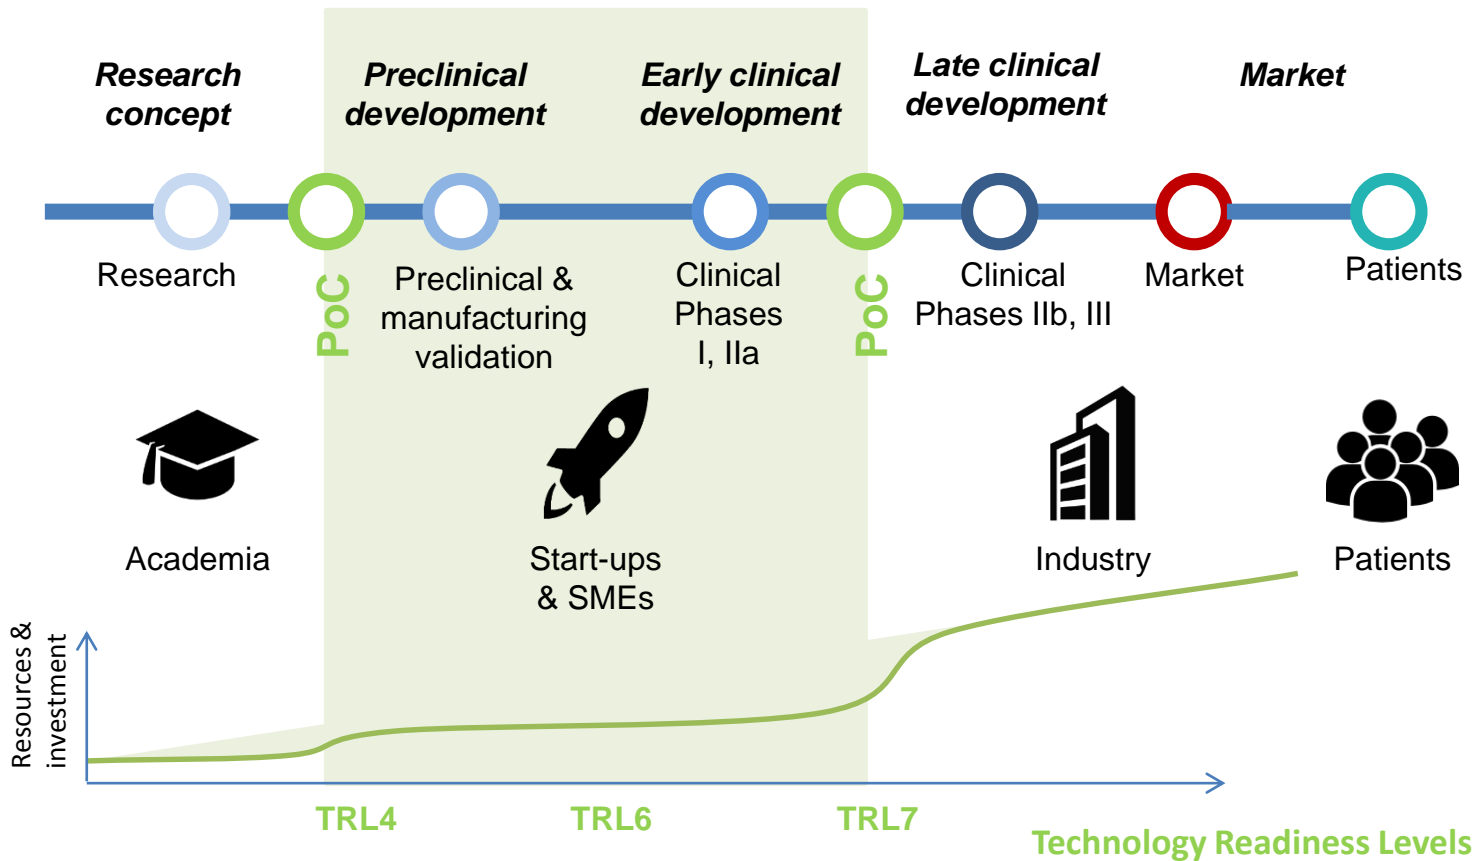 Research
concept
Preclinical
development
Early clinical
development
Late clinical
development
Market
Research
PoC
Preclinical &
manufacturing
validation
Clinical
Phases
I, IIa
PoC
Clinical
Phases IIb, III
Market
Patients
Academia
Start-ups
& SMEs
Industry
Patients
Resources &
investment
TRL4
TRL6
TRL7
Technology Readiness Levels